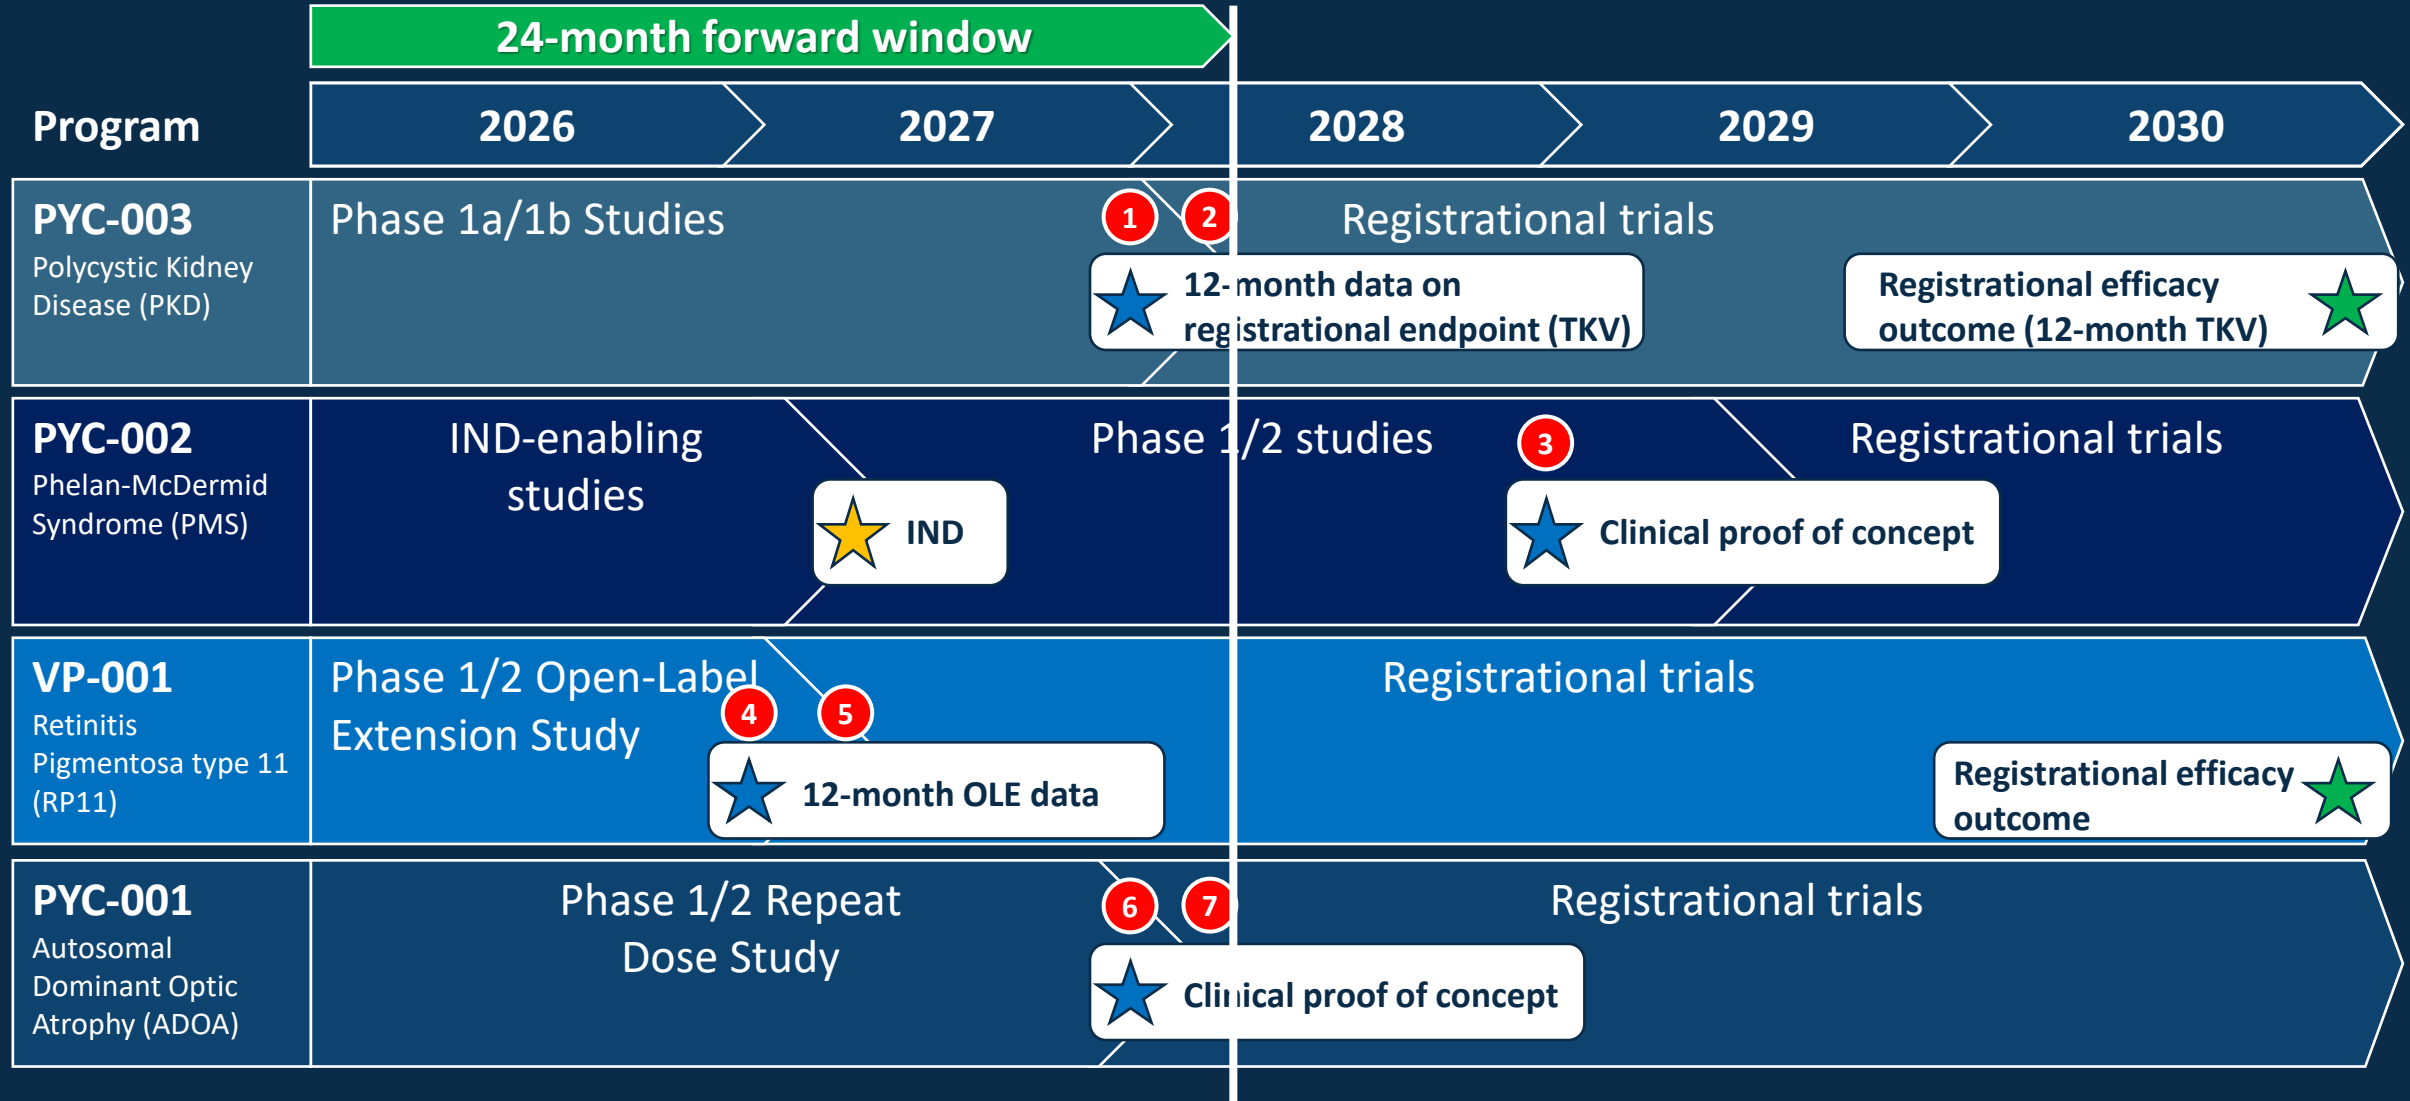 24-month forward window
Program
2026
2027
2028
2029
2030
PYC-003
Polycystic Kidney
Disease (PKD)
Phase 1a/1b Studies
1
2
Registrational trials
12-month data on
registrational endpoint (TKV)
Registrational efficacy
outcome (12-month TKV)
PYC-002
Phelan-McDermid
Syndrome (PMS)
IND-enabling
studies
IND
Phase 1/2 studies
3
Clinical proof of concept
Registrational trials
VP-001
Retinitis
Pigmentosa type 11
(RP11)
Phase 1/2 Open-Label
Extension Study
4
5
12-month OLE data
Registrational trials
Registrational efficacy
outcome
PYC-001
Autosomal
Dominant Optic
Atrophy (ADOA)
Phase 1/2 Repeat
Dose Study
6
7
Clinical proof of concept
Registrational trials